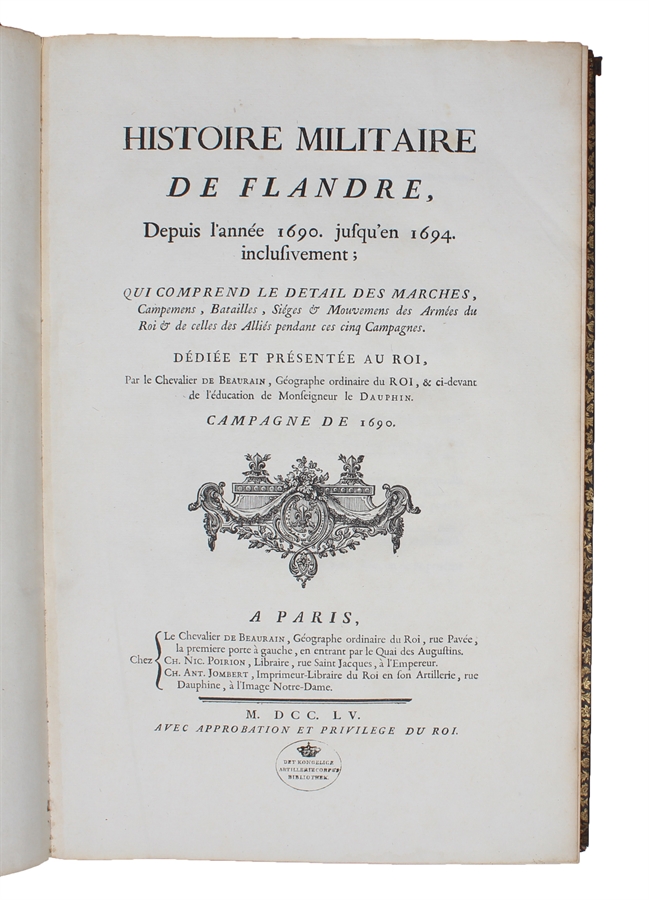 HISTOIRE MILITAIRE
DE FLANDRE,
Depuis l'année 1690. juſqu'en 1694.
incluſivement ;
QUI COMPREND LE DETAIL DES MARCHES,
Campemens, Batailles, Siéges & Mouvemens des Armées du
Roi & de celles des Alliés pendant ces cinq Campagnes.
DÉDIÉE ET PRÉSENTÉE AU ROI,
Par le Chevalier DE BEAURAIN, Géographe ordinaire du ROI, & ci-devant
de l'éducation de Monſeigneur le DAUPHIN.
CAMPAGNE DE 1690.
A PARIS,
Chez
Le Chevalier DE BEAURAIN, Géographe ordinaire du Roi, rue Pavée,
la premiere porte à gauche, en entrant par le Quai des Auguſtins.
CH. NIC. POIRION, Libraire, rue Saint Jacques, à l'Empereur.
CH. ANT. JOMBERT, Imprimeur-Libraire du Roi en ſon Artillerie, rue
Dauphine, à l'Image Notre-Dame.
M. DCC. LV.
AVEC APPROBATION ET PRIVILEGE DU ROI.
DET KONGELIGE
ARTILLERIECORPS'S
BIBLIOTHEK.